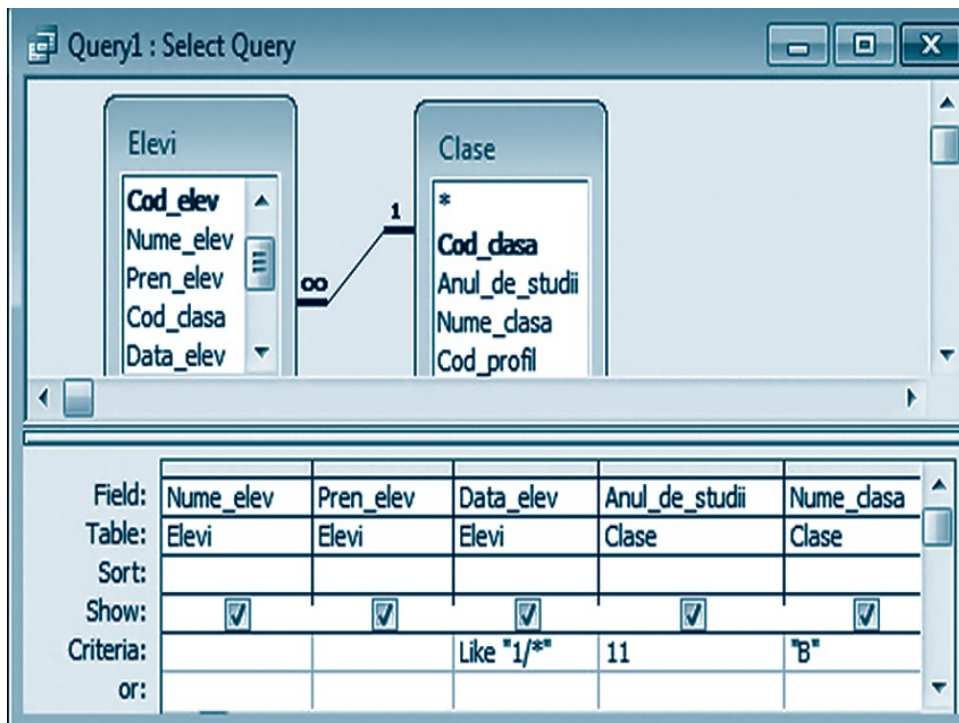 Query1 : Select Query
Elevi
Cod_elev
Nume_elev
Pren_elev
Cod_clasa
Data_elev
∞
1
Clase
*
Cod_clasa
Anul_de_studii
Nume_clasa
Cod_profil
Field: Nume_elev Pren_elev Data_elev Anul_de_studii Nume_clasa
Table: Elevi Elevi Elevi Clase Clase
Sort:
Show:
Criteria: Like "1/*" 11 "B"
or: